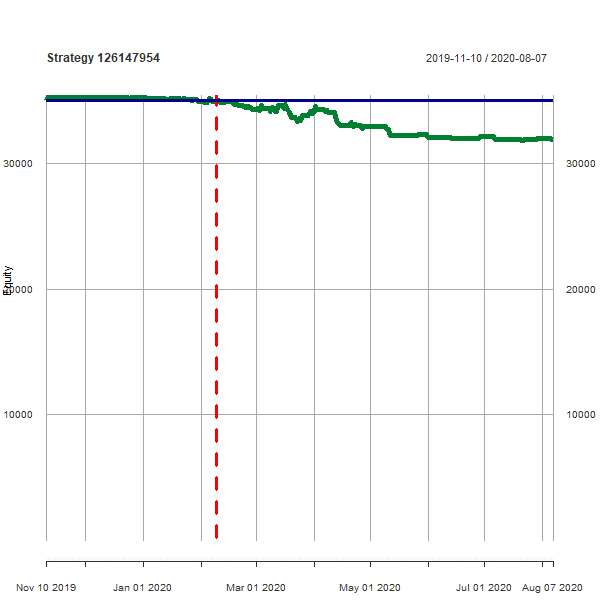 Strategy 126147954
2019-11-10 / 2020-08-07
30000
30000
Equity
20000
20000
10000
10000
Nov 10 2019
Jan 01 2020
Mar 01 2020
May 01 2020
Jul 01 2020
Aug 07 2020